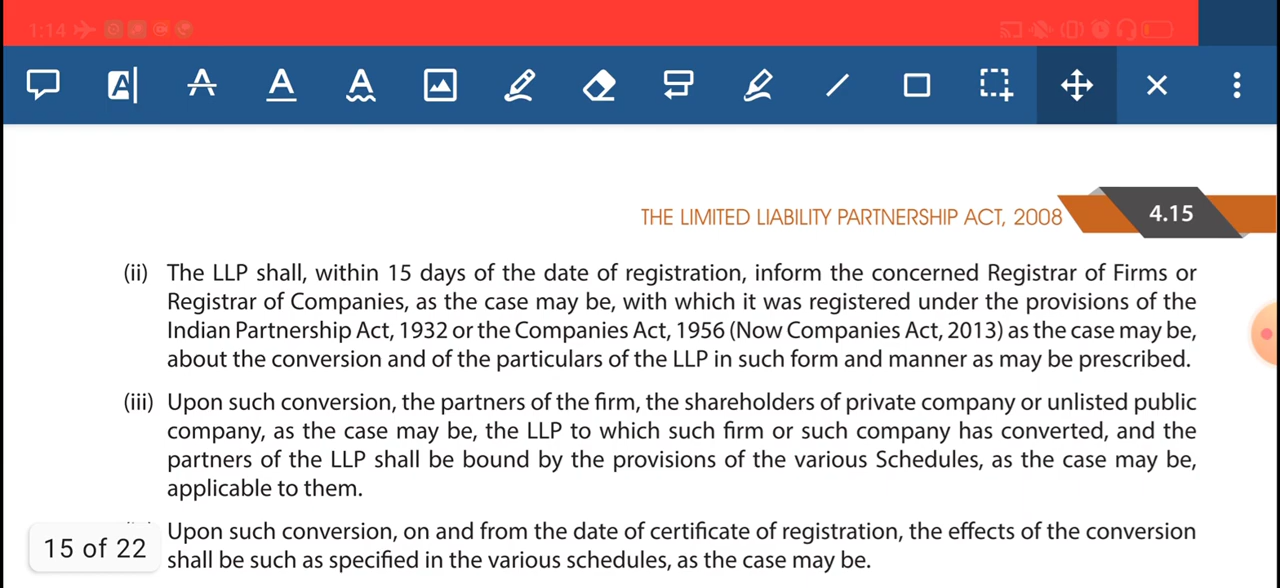 1:14
THE LIMITED LIABILITY PARTNERSHIP ACT, 2008
4.15
(ii) The LLP shall, within 15 days of the date of registration, inform the concerned Registrar of Firms or
Registrar of Companies, as the case may be, with which it was registered under the provisions of the
Indian Partnership Act, 1932 or the Companies Act, 1956 (Now Companies Act, 2013) as the case may be,
about the conversion and of the particulars of the LLP in such form and manner as may be prescribed.
(iii) Upon such conversion, the partners of the firm, the shareholders of private company or unlisted public
company, as the case may be, the LLP to which such firm or such company has converted, and the
partners of the LLP shall be bound by the provisions of the various Schedules, as the case may be,
applicable to them.
Upon such conversion, on and from the date of certificate of registration, the effects of the conversion
shall be such as specified in the various schedules, as the case may be.
15 of 22